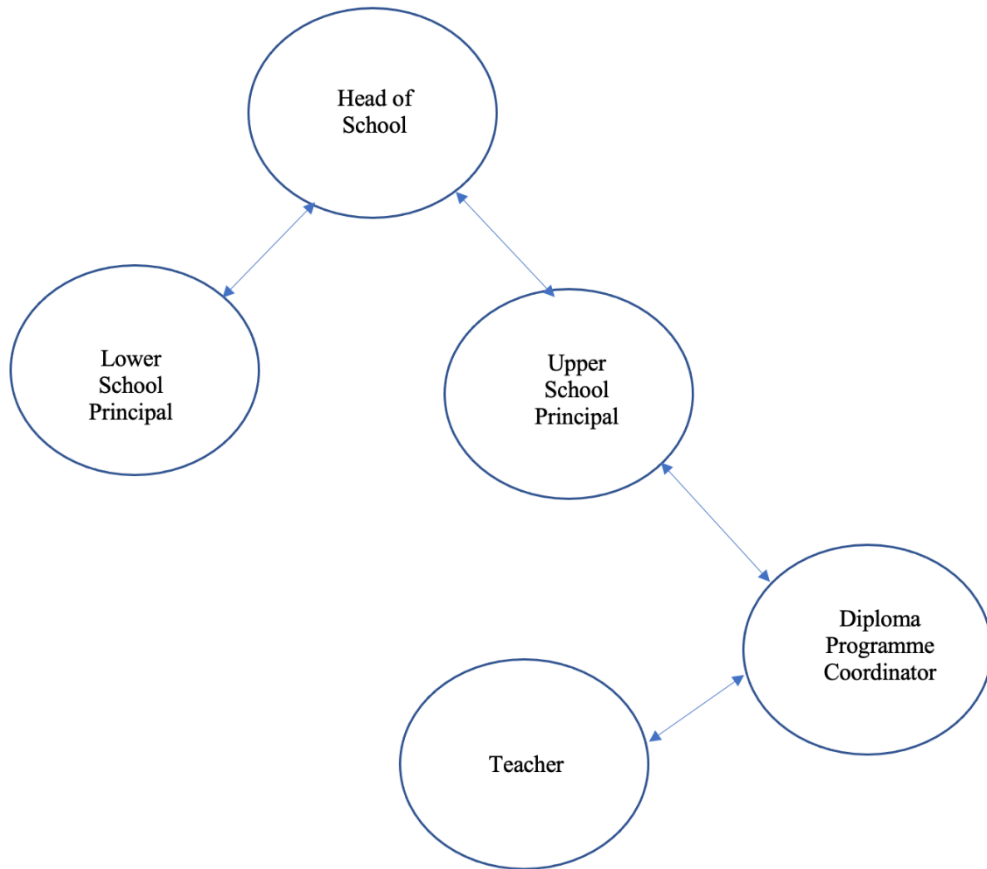 Head of
School
Lower
School
Principal
Upper
School
Principal
Diploma
Programme
Coordinator
Teacher